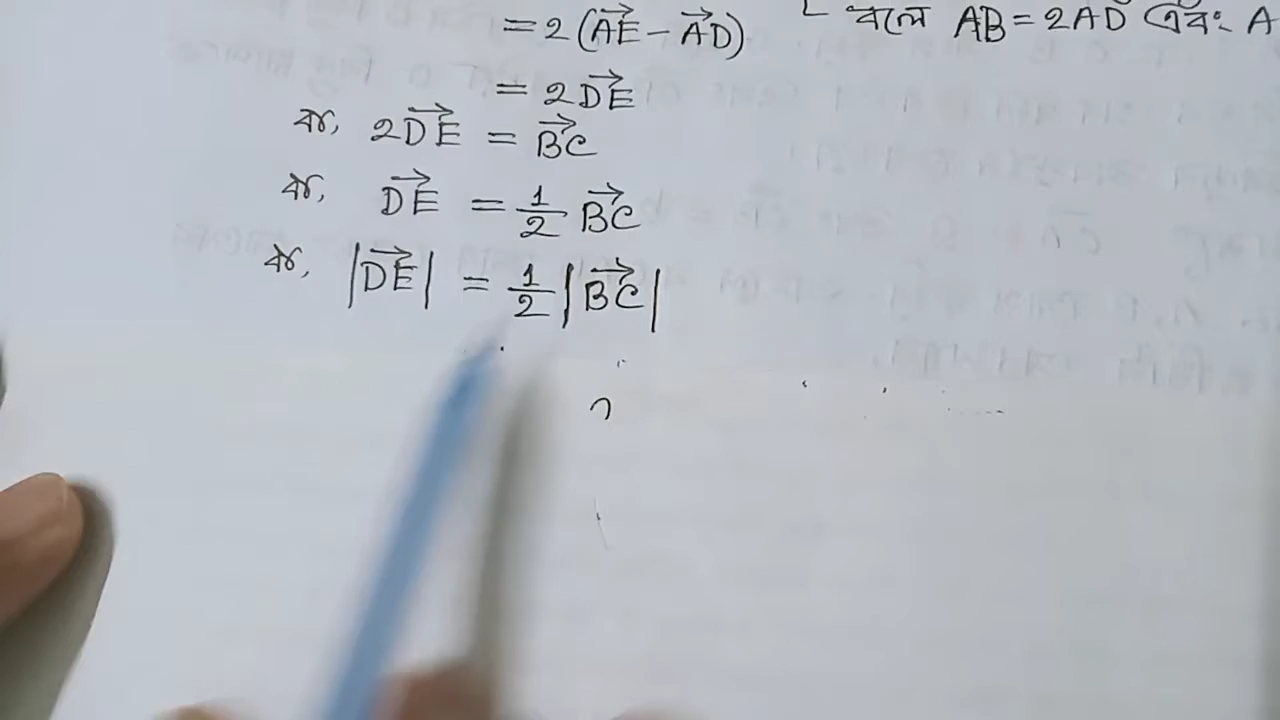 = 2(AE⃗ − AD⃗) বলে AB = 2AD এবং A
= 2DE⃗
বা, 2DE⃗ = BC⃗
বা, DE⃗ = 1/2 BC⃗
বা, |DE⃗| = 1/2 |BC⃗|